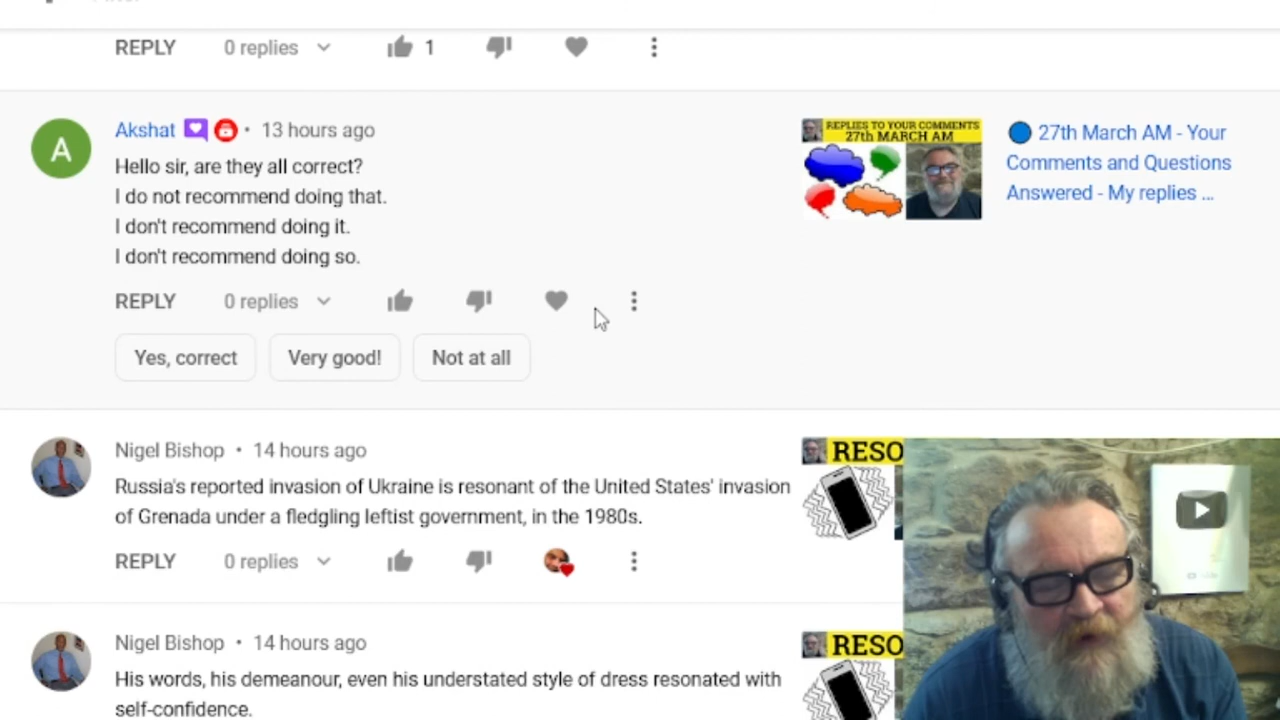 REPLY 0 replies 1
A
Akshat • 13 hours ago
Hello sir, are they all correct?
I do not recommend doing that.
I don't recommend doing it.
I don't recommend doing so.
REPLY 0 replies
Yes, correct Very good! Not at all
REPLIES TO YOUR COMMENTS
27th MARCH AM
27th March AM - Your
Comments and Questions
Answered - My replies ...
Nigel Bishop • 14 hours ago
Russia's reported invasion of Ukraine is resonant of the United States' invasion
of Grenada under a fledgling leftist government, in the 1980s.
REPLY 0 replies
RESO
Nigel Bishop • 14 hours ago
His words, his demeanour, even his understated style of dress resonated with
self-confidence.
RESO